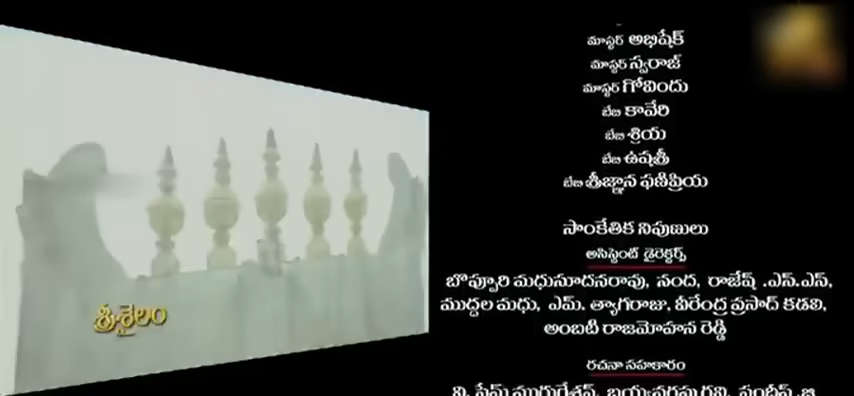 మాస్టర్ అభిషేక్
మాస్టర్ స్వరాజ్
మాస్టర్ గోవిందు
బేబి కావేరి
బేబి శ్రియ
బేబి ఉషశ్రీ
బేబి శ్రీజ్ఞాన ఫణిప్రియ
సాంకేతిక నిపుణులు
అసిస్టెంట్ డైరెక్టర్స్
బొప్పూరి మధుసూదనరావు, నంద, రాజేష్ .ఎస్.ఎన్,
ముద్దల మధు, ఎమ్. త్యాగరాజు, వీరేంద్ర ప్రసాద్ కడలి,
అంబటి రాజమోహన రెడ్డి
రచనా సహకారం
శ్రీశైలం